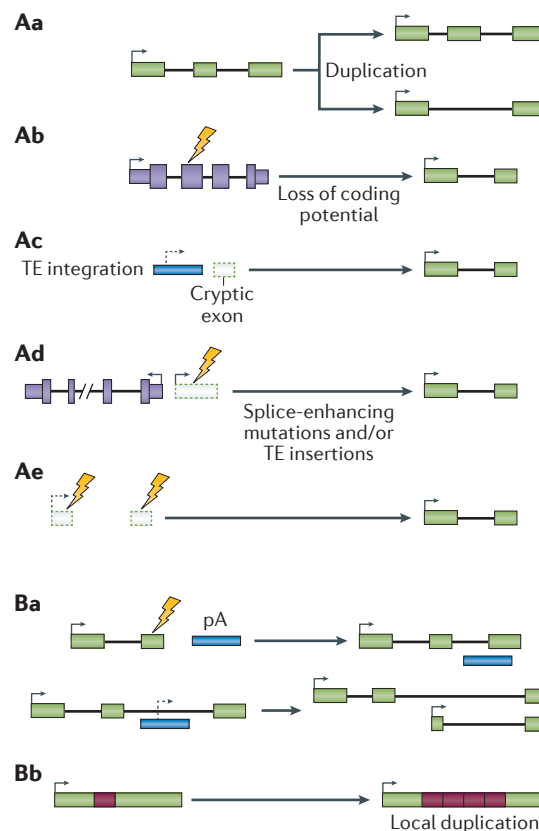 Aa
Duplication
Ab
Loss of coding
potential
Ac
TE integration
Cryptic
exon
Ad
Splice-enhancing
mutations and/or
TE insertions
Ae
Ba
pA
Bb
Local duplication